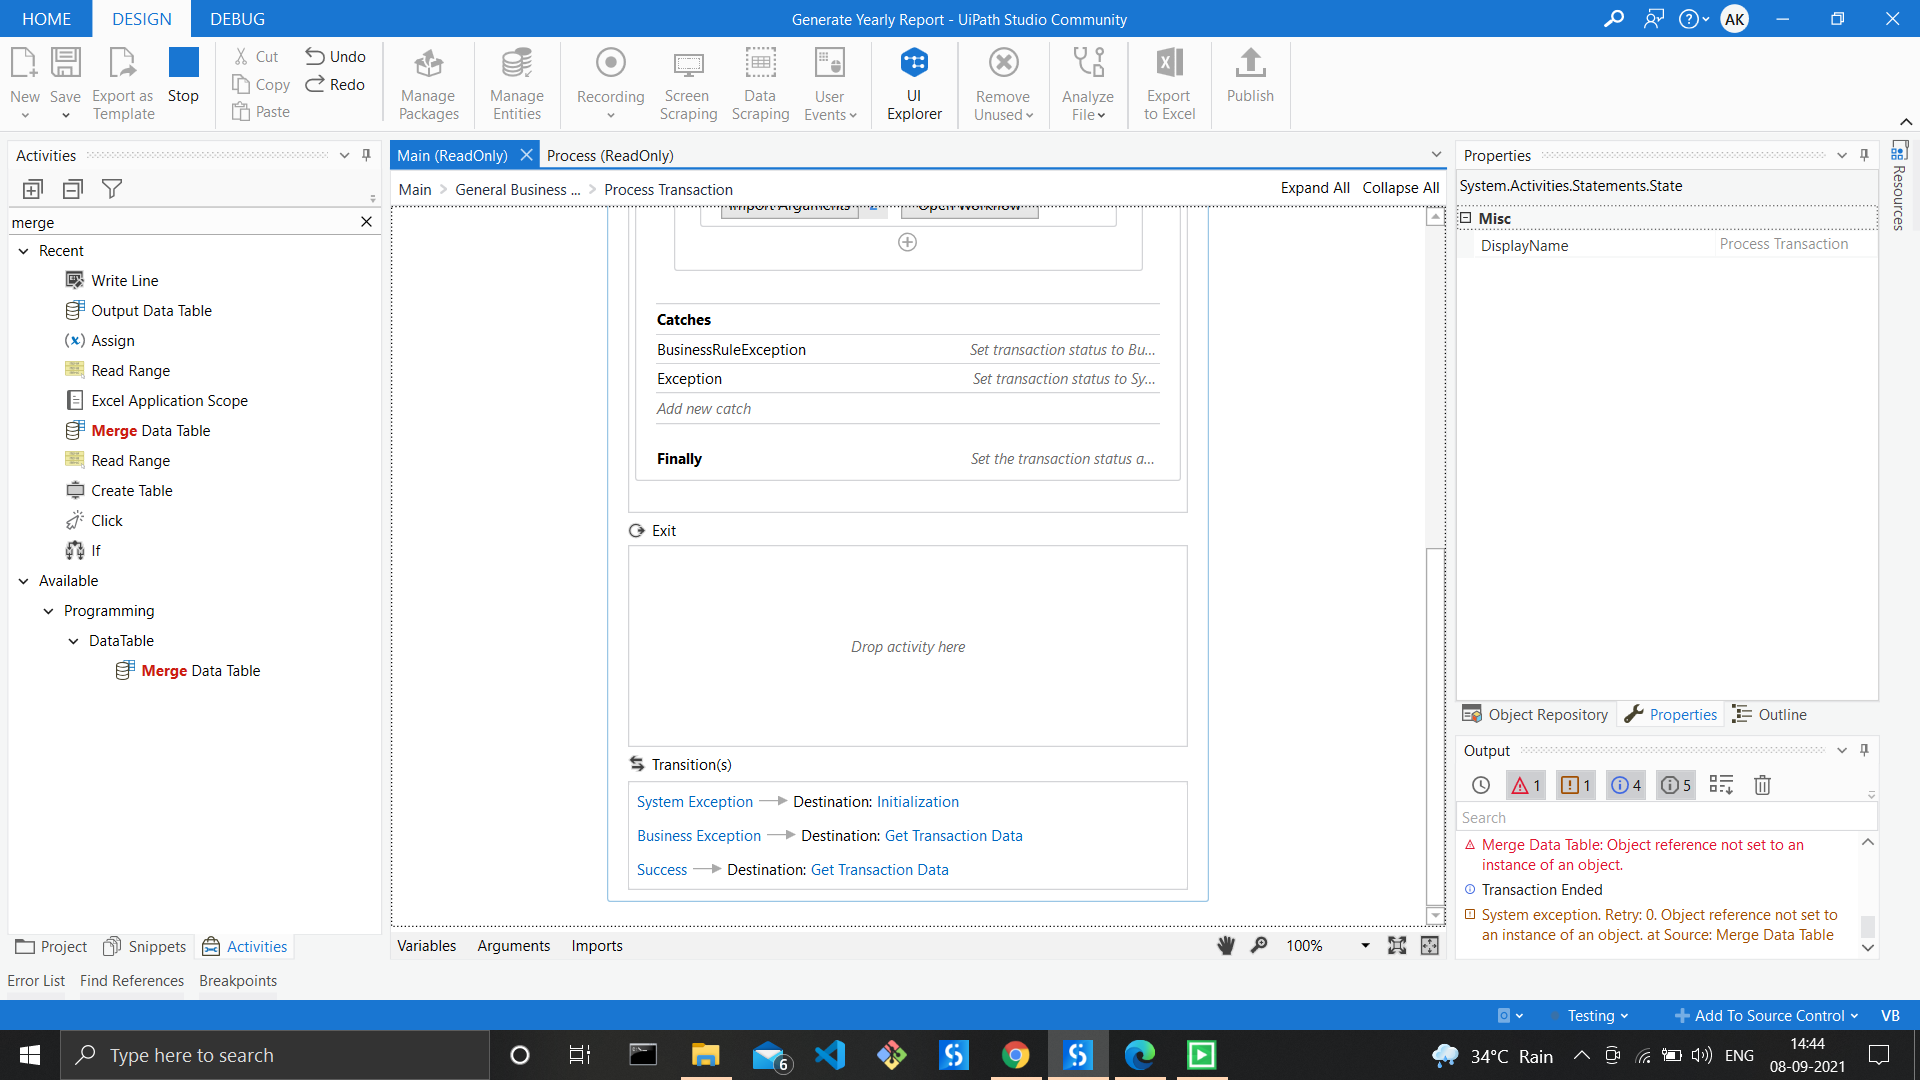 HOME
DESIGN
DEBUG
Generate Yearly Report - UiPath Studio Community
AK
New
Save
Export as
Template
Stop
Cut
Copy
Paste
Undo
Redo
Manage
Packages
Manage
Entities
Recording
Screen
Scraping
Data
Scraping
User
Events
UI
Explorer
Remove
Unused
Analyze
File
Export
to Excel
Publish
Activities
merge
Recent
Write Line
Output Data Table
Assign
Read Range
Excel Application Scope
Merge Data Table
Read Range
Create Table
Click
If
Available
Programming
DataTable
Merge Data Table
Project
Snippets
Activities
Error List
Find References
Breakpoints
Main (ReadOnly)
Process (ReadOnly)
Main > General Business ... > Process Transaction
Expand All
Collapse All
Import Arguments
2
Open Workflow
Catches
BusinessRuleException
Set transaction status to Bu...
Exception
Set transaction status to Sy...
Add new catch
Finally
Set the transaction status a...
Exit
Drop activity here
Transition(s)
System Exception Destination: Initialization
Business Exception Destination: Get Transaction Data
Success Destination: Get Transaction Data
Variables
Arguments
Imports
100%
Properties
System.Activities.Statements.State
Misc
DisplayName
Process Transaction
Resources
Object Repository
Properties
Outline
Output
1
1
4
5
Search
Merge Data Table: Object reference not set to an
instance of an object.
Transaction Ended
System exception. Retry: 0. Object reference not set to
an instance of an object. at Source: Merge Data Table
Testing
Add To Source Control
VB
Type here to search
6
34°C Rain
ENG
14:44
08-09-2021